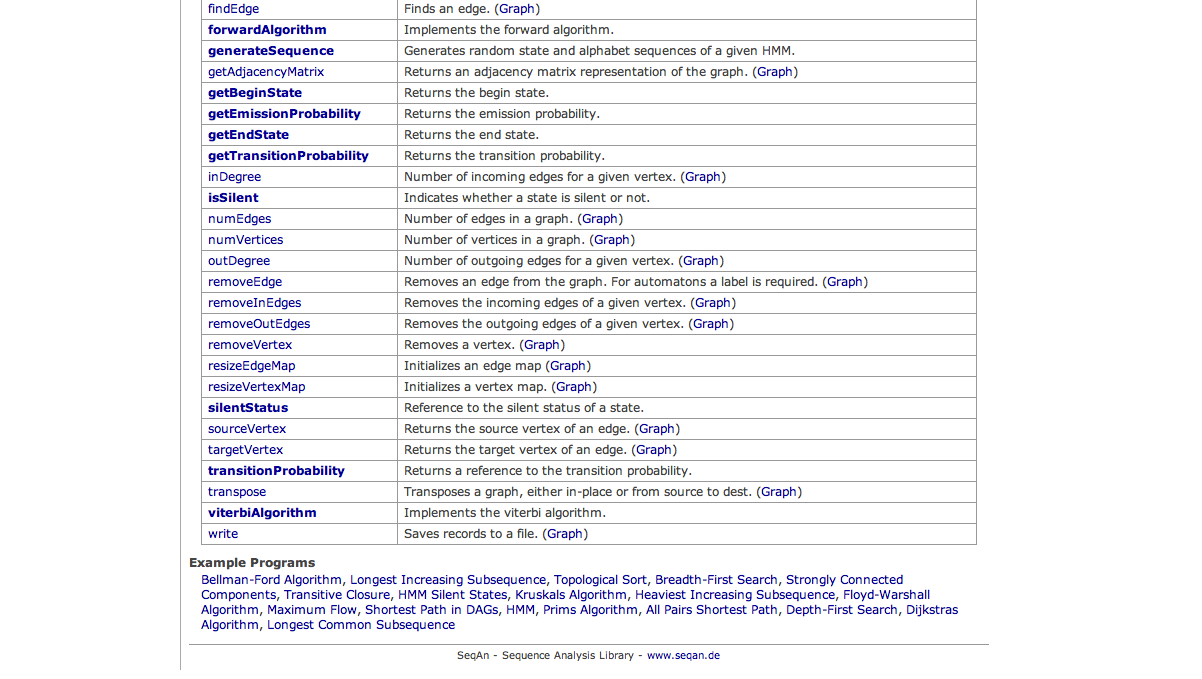 findEdge Finds an edge. (Graph)
forwardAlgorithm Implements the forward algorithm.
generateSequence Generates random state and alphabet sequences of a given HMM.
getAdjacencyMatrix Returns an adjacency matrix representation of the graph. (Graph)
getBeginState Returns the begin state.
getEmissionProbability Returns the emission probability.
getEndState Returns the end state.
getTransitionProbability Returns the transition probability.
inDegree Number of incoming edges for a given vertex. (Graph)
isSilent Indicates whether a state is silent or not.
numEdges Number of edges in a graph. (Graph)
numVertices Number of vertices in a graph. (Graph)
outDegree Number of outgoing edges for a given vertex. (Graph)
removeEdge Removes an edge from the graph. For automatons a label is required. (Graph)
removeInEdges Removes the incoming edges of a given vertex. (Graph)
removeOutEdges Removes the outgoing edges of a given vertex. (Graph)
removeVertex Removes a vertex. (Graph)
resizeEdgeMap Initializes an edge map (Graph)
resizeVertexMap Initializes a vertex map. (Graph)
silentStatus Reference to the silent status of a state.
sourceVertex Returns the source vertex of an edge. (Graph)
targetVertex Returns the target vertex of an edge. (Graph)
transitionProbability Returns a reference to the transition probability.
transpose Transposes a graph, either in-place or from source to dest. (Graph)
viterbiAlgorithm Implements the viterbi algorithm.
write Saves records to a file. (Graph)
Example Programs
Bellman-Ford Algorithm, Longest Increasing Subsequence, Topological Sort, Breadth-First Search, Strongly Connected
Components, Transitive Closure, HMM Silent States, Kruskals Algorithm, Heaviest Increasing Subsequence, Floyd-Warshall
Algorithm, Maximum Flow, Shortest Path in DAGs, HMM, Prims Algorithm, All Pairs Shortest Path, Depth-First Search, Dijkstras
Algorithm, Longest Common Subsequence
SeqAn - Sequence Analysis Library - www.seqan.de